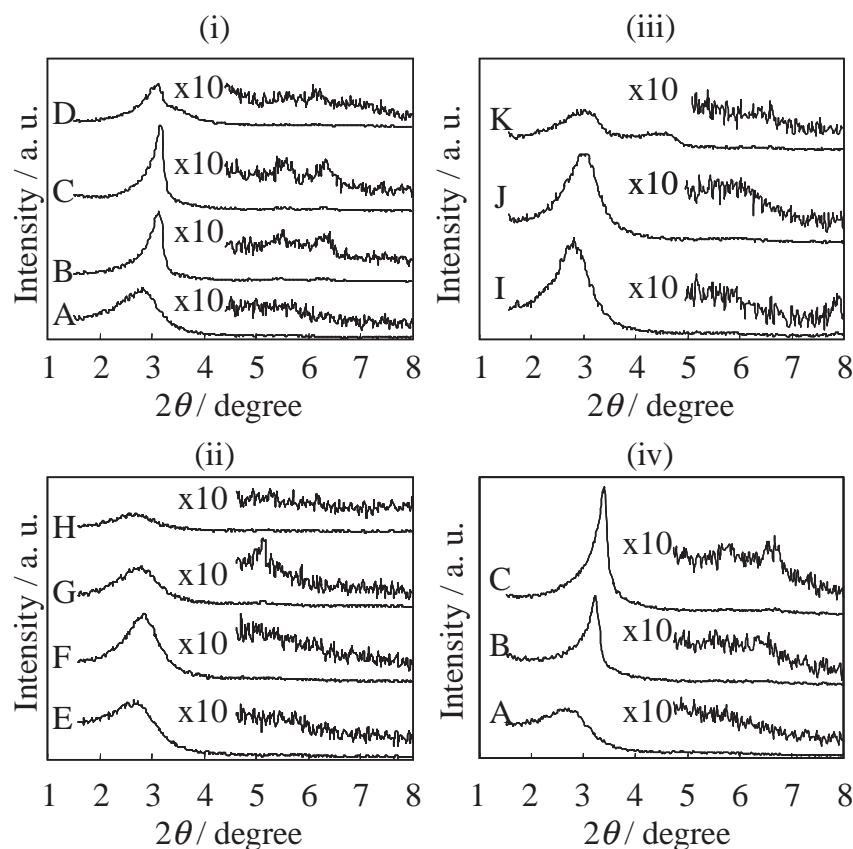 (i)
Intensity / a. u.
D
x10
C
x10
B
x10
A
x10
1 2 3 4 5 6 7 8
2θ / degree
(iii)
Intensity / a. u.
K
x10
J
x10
I
x10
1 2 3 4 5 6 7 8
2θ / degree
(ii)
Intensity / a. u.
H
x10
G
x10
F
x10
E
x10
1 2 3 4 5 6 7 8
2θ / degree
(iv)
Intensity / a. u.
C
x10
B
x10
A
x10
1 2 3 4 5 6 7 8
2θ / degree